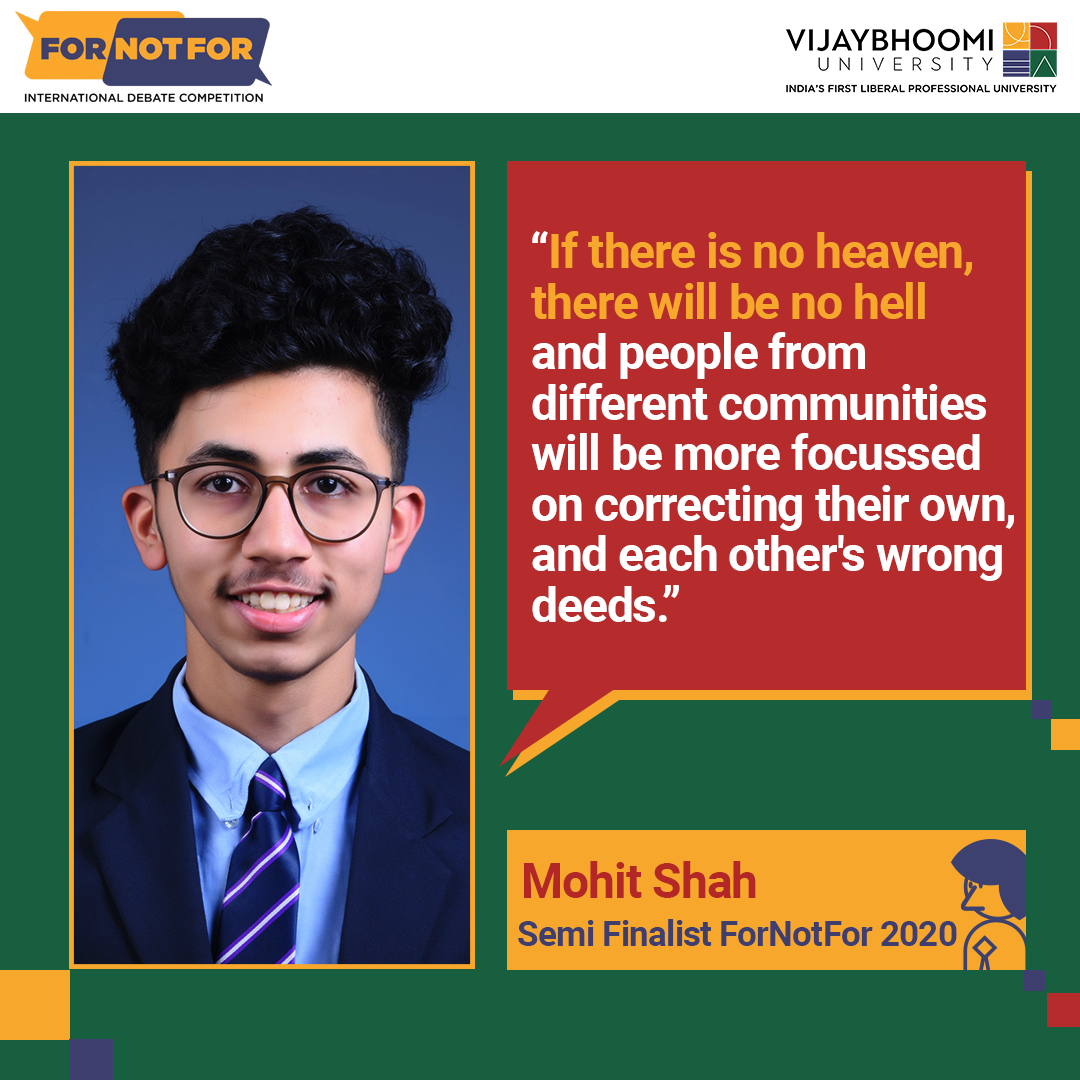 FOR NOT FOR
INTERNATIONAL DEBATE COMPETITION
VIJAYBHOOMI
UNIVERSITY
INDIA'S FIRST LIBERAL PROFESSIONAL UNIVERSITY
“If there is no heaven,
there will be no hell
and people from
different communities
will be more focussed
on correcting their own,
and each other's wrong
deeds.”
Mohit Shah
Semi Finalist ForNotFor 2020